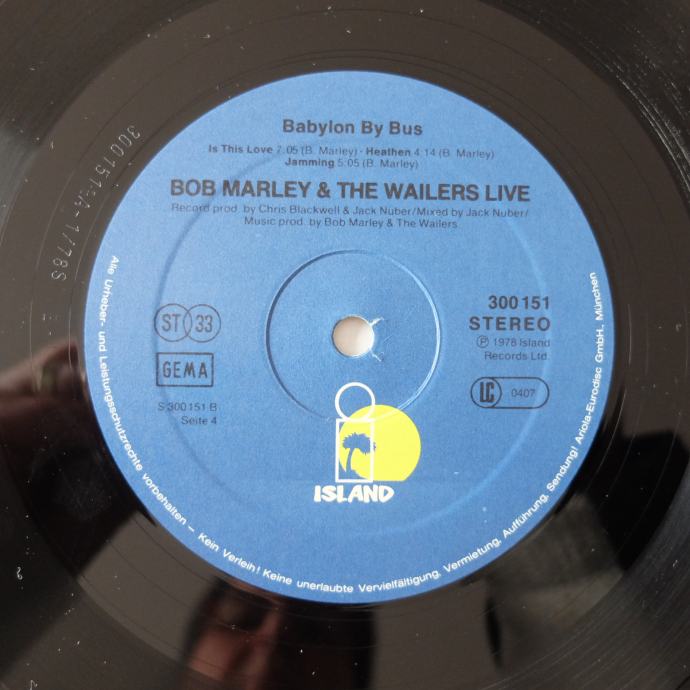 Babylon By Bus
Is This Love 7:05 (B. Marley) · Heathen 4:14 (B. Marley)
Jamming 5:05 (B. Marley)
BOB MARLEY & THE WAILERS LIVE
Record prod. by Chris Blackwell & Jack Nuber/Mixed by Jack Nuber/
Music prod. by Bob Marley & The Wailers
ST 33
GEMA
S 300151 B
Seite 4
300 151
STEREO
℗ 1978 Island
Records Ltd.
LC 0407
ISLAND
Alle Urheber- und Leistungsschutzrechte vorbehalten – Kein Verleih! Keine unerlaubte Vervielfältigung, Vermietung, Aufführung, Sendung! Ariola-Eurodisc GmbH., München